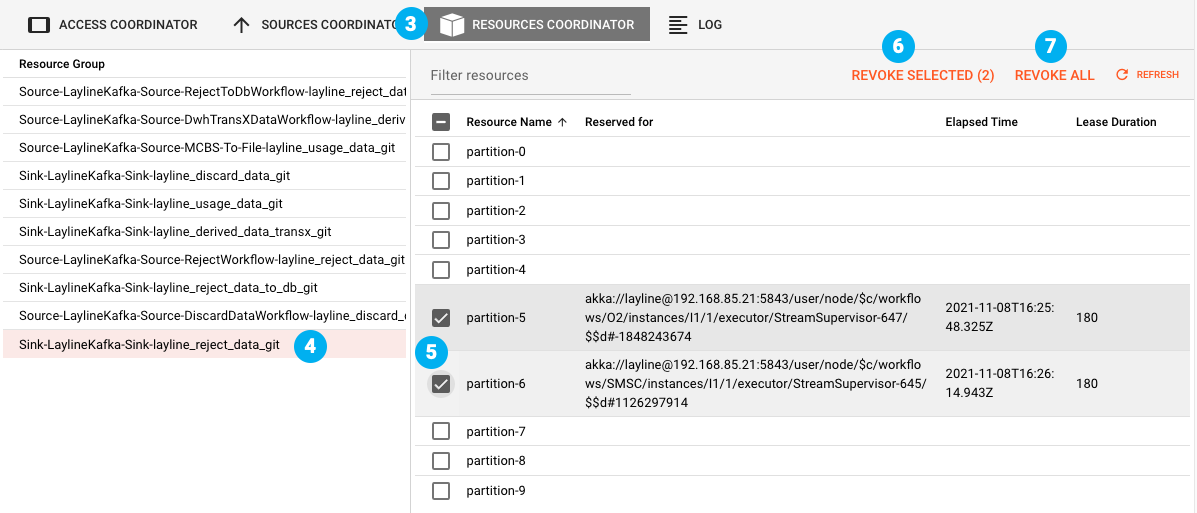 ACCESS COORDINATOR
SOURCES COORDINATO
3
RESOURCES COORDINATOR
LOG
Resource Group
Source-LaylineKafka-Source-RejectToDbWorkflow-layline_reject_dat
Source-LaylineKafka-Source-DwhTransXDataWorkflow-layline_deriv
Source-LaylineKafka-Source-MCBS-To-File-layline_usage_data_git
Sink-LaylineKafka-Sink-layline_discard_data_git
Sink-LaylineKafka-Sink-layline_usage_data_git
Sink-LaylineKafka-Sink-layline_derived_data_transx_git
Source-LaylineKafka-Source-RejectWorkflow-layline_reject_data_git
Sink-LaylineKafka-Sink-layline_reject_data_to_db_git
Source-LaylineKafka-Source-DiscardDataWorkflow-layline_discard_
Sink-LaylineKafka-Sink-layline_reject_data_git
4
6
7
Filter resources
REVOKE SELECTED (2)
REVOKE ALL
REFRESH
Resource Name
Reserved for
Elapsed Time
Lease Duration
partition-0
partition-1
partition-2
partition-3
partition-4
partition-5
akka://layline@192.168.85.21:5843/user/node/$c/workflo
ws/O2/instances/I1/1/executor/StreamSupervisor-647/
$$d#-1848243674
2021-11-08T16:25:
48.325Z
180
5
partition-6
akka://layline@192.168.85.21:5843/user/node/$c/workflo
ws/SMSC/instances/I1/1/executor/StreamSupervisor-645/
$$d#1126297914
2021-11-08T16:26:
14.943Z
180
partition-7
partition-8
partition-9